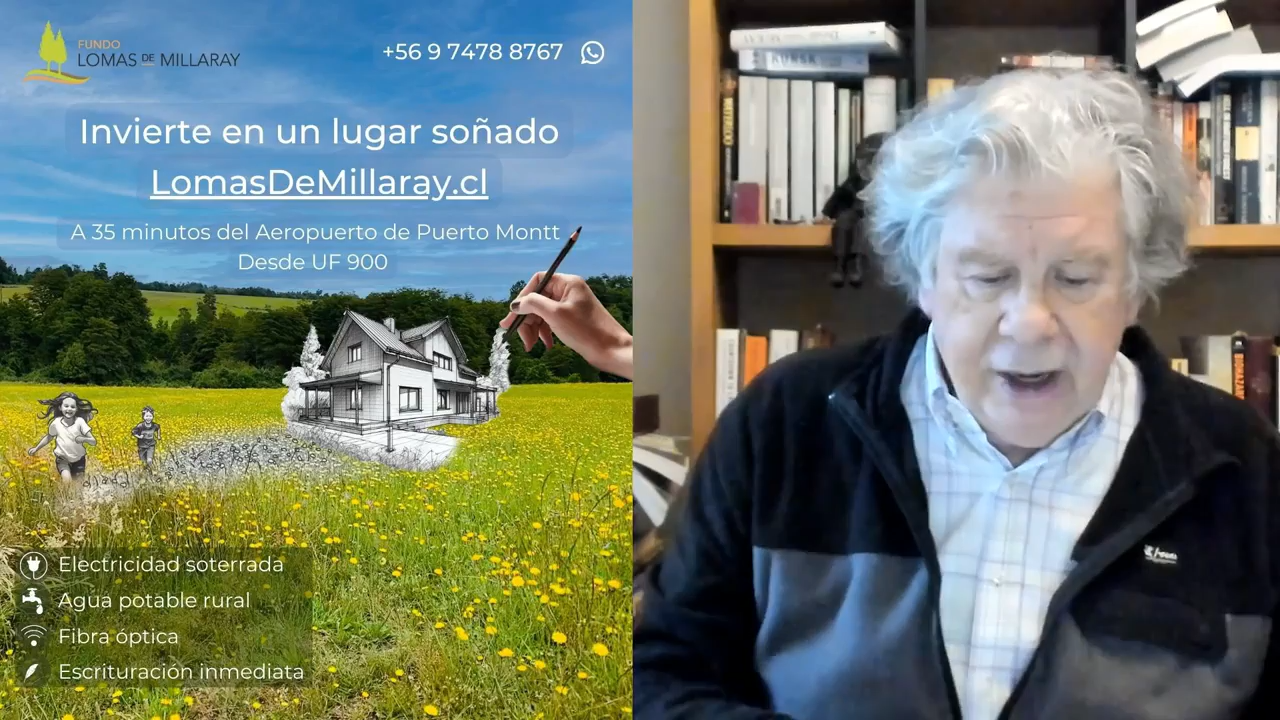 FUNDO
LOMAS DE MILLARAY
+56 9 7478 8767
Invierte en un lugar soñado
LomasDeMillaray.cl
A 35 minutos del Aeropuerto de Puerto Montt
Desde UF 900
Electricidad soterrada
Agua potable rural
Fibra óptica
Escrituración inmediata
KURSK